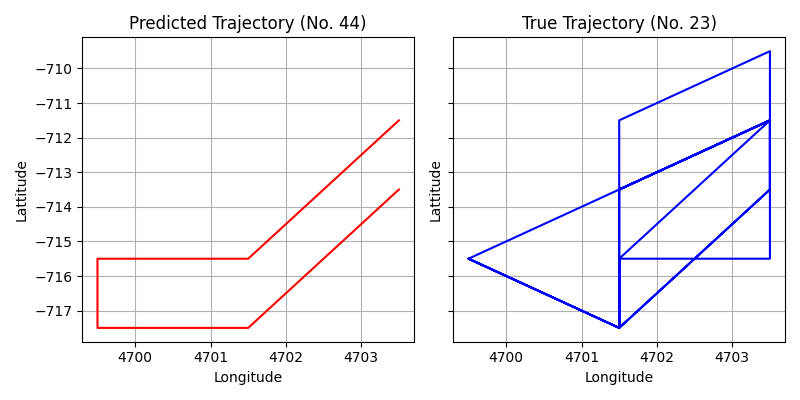 Predicted Trajectory (No. 44)
True Trajectory (No. 23)
−710
−711
−712
−713
−714
−715
−716
−717
Lattitude
Lattitude
4700 4701 4702 4703
4700 4701 4702 4703
Longitude
Longitude